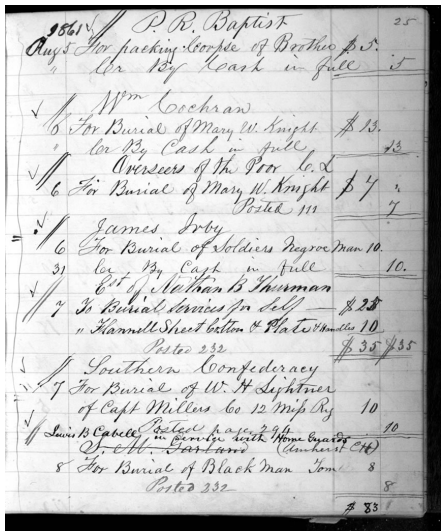 1861 P. R. Baptist 25
Aug 5 For packing Corpse of Brother $5.
" Cr By Cash in full 5
Wm Cochran
6 For Burial of Mary W. Knight $13.
" Cr By Cash in full 13
Overseers of the Poor C. L
6 For Burial of Mary W. Knight $7 "
Posted 111 7
James Irby
6 For Burial of Soldiers Negroe Man 10.
31 Cr By Cash in full 10.
Est of Nathan B Thurman
7 To Burial Services for Self $25
" Flannell Sheet Cotton & Plate & Handles 10
Posted 232 $35 $35
Southern Confederacy
7 For Burial of W. H Lightner
of Capt Millers Co 12 Miss Rg 10
Posted page 294 10
Lewis B Cabell in service with Home Guards
S. M. Garland (Amherst CH)
8 For Burial of Black Man Tom 8
Posted 232 8
$83